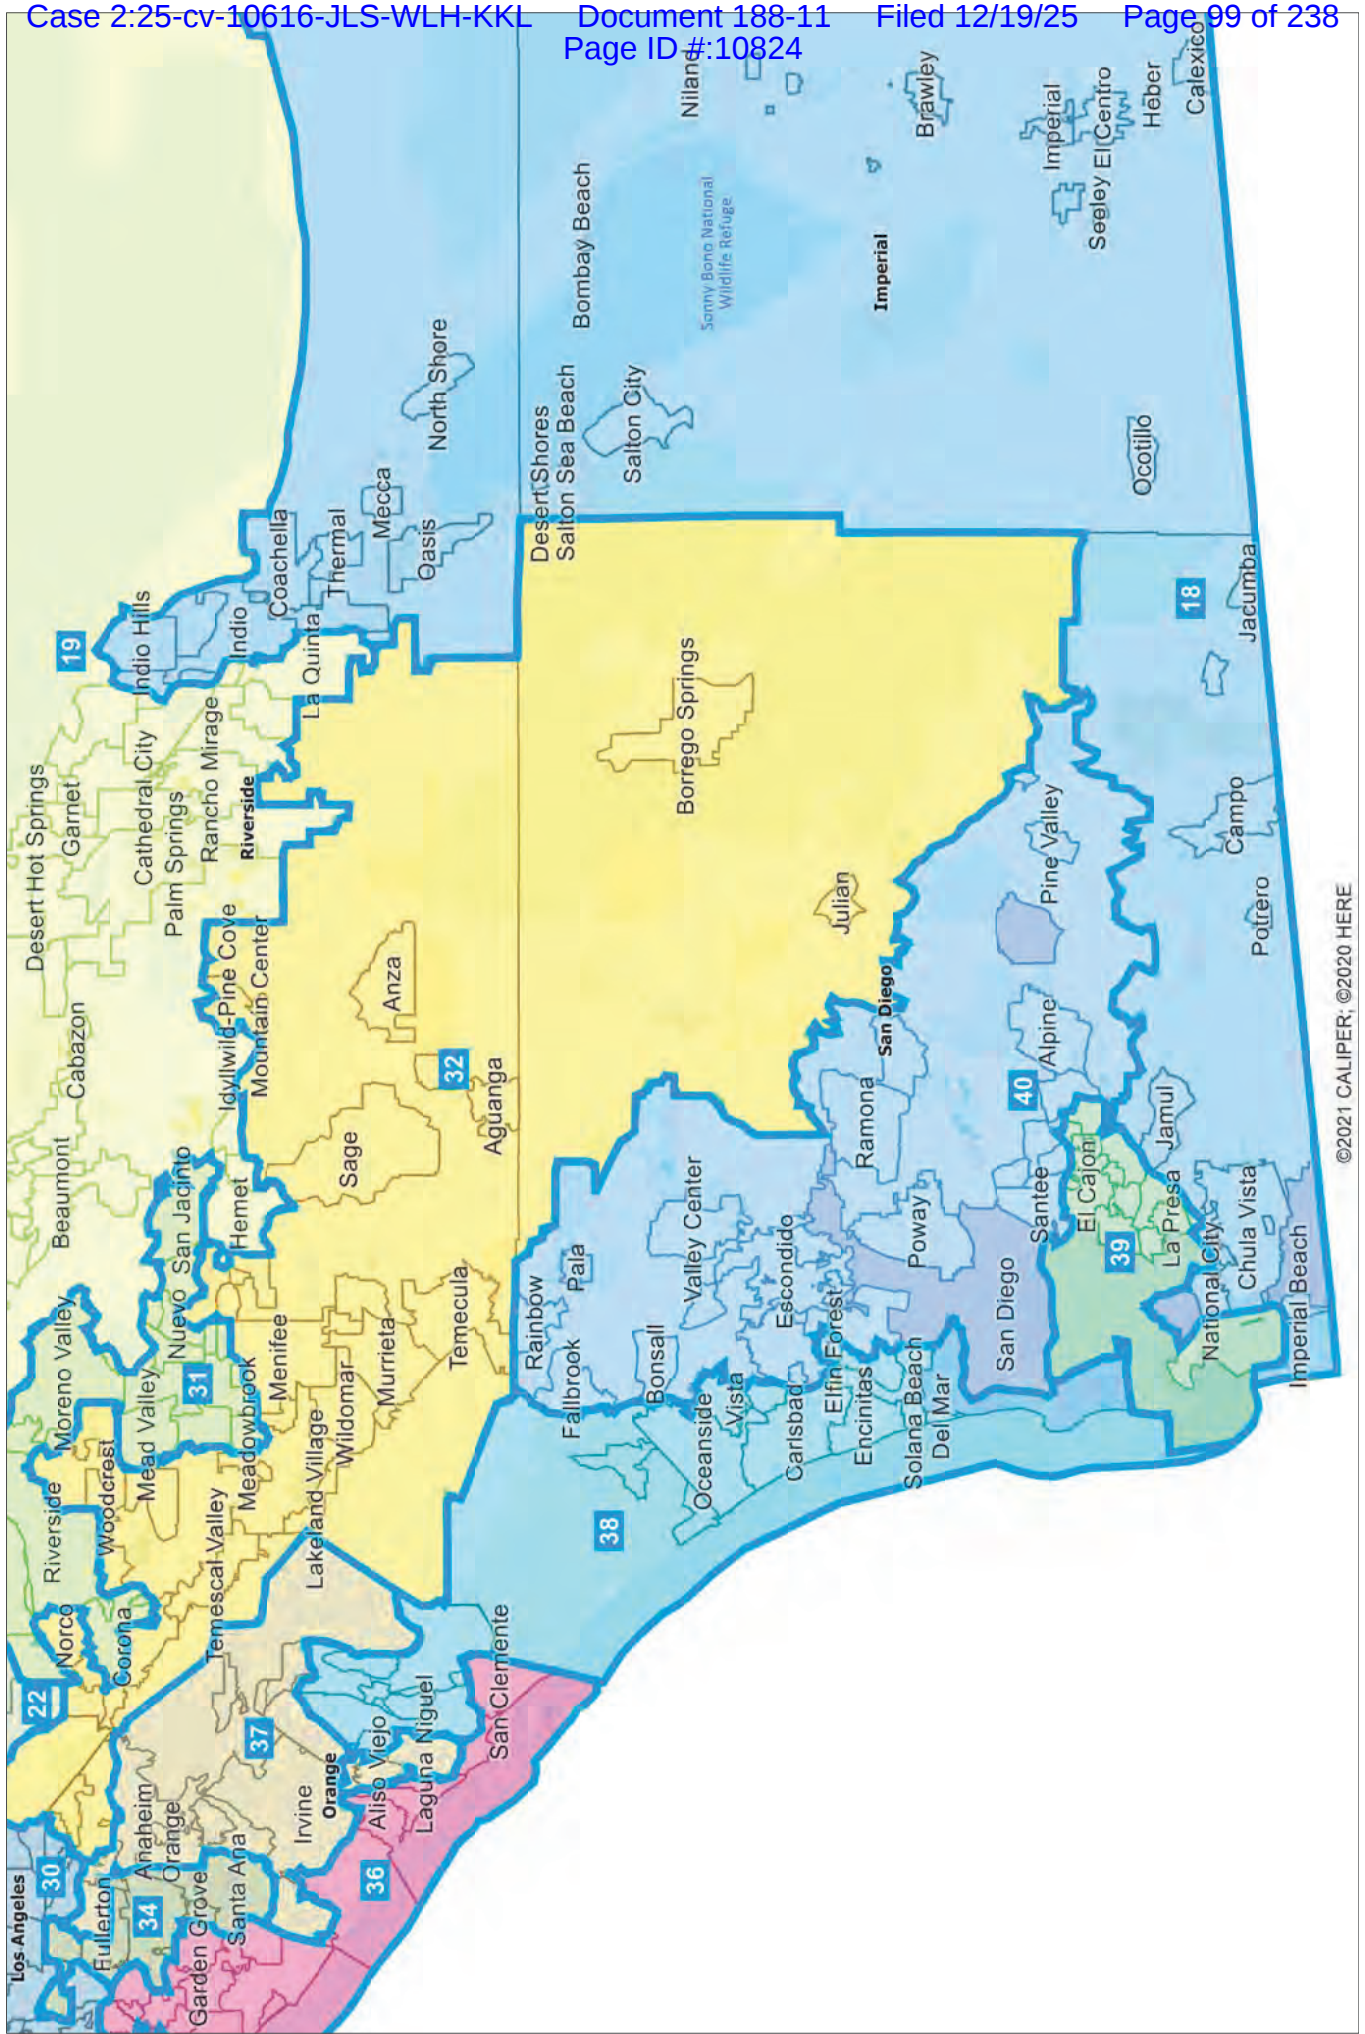 Case 2:25-cv-10616-JLS-WLH-KKL Document 188-11 Filed 12/19/25 Page 99 of 238
Page ID #:10824
Los Angeles
30
Fullerton
34
Garden Grove
Anaheim
Orange
Santa Ana
22
Norco
Corona
Riverside
Woodcrest
Moreno Valley
Mead Valley
31
Nuevo
San Jacinto
Hemet
Beaumont
Cabazon
Desert Hot Springs
Garnet
Cathedral City
Palm Springs
Rancho Mirage
Riverside
19
Indio Hills
Indio
La Quinta
Coachella
Thermal
Mecca
Oasis
North Shore
Idyllwild-Pine Cove
Mountain Center
Anza
32
Aguanga
Sage
Temescal Valley
Meadowbrook
Menifee
Lakeland Village
Wildomar
Murrieta
Temecula
37
Irvine
Orange
36
Aliso Viejo
Laguna Niguel
San Clemente
Desert Shores
Salton Sea Beach
Salton City
Bombay Beach
Niland
Sonny Bono National
Wildlife Refuge
Imperial
Brawley
Imperial
Seeley
El Centro
Heber
Calexico
Ocotillo
Borrego Springs
Julian
San Diego
Rainbow
Pala
Fallbrook
Bonsall
Valley Center
38
Oceanside
Vista
Carlsbad
Escondido
Elfin Forest
Encinitas
Solana Beach
Del Mar
Ramona
Poway
San Diego
Santee
40
Alpine
Pine Valley
El Cajon
39
La Presa
Jamul
National City
Chula Vista
Imperial Beach
Potrero
Campo
18
Jacumba
©2021 CALIPER; ©2020 HERE